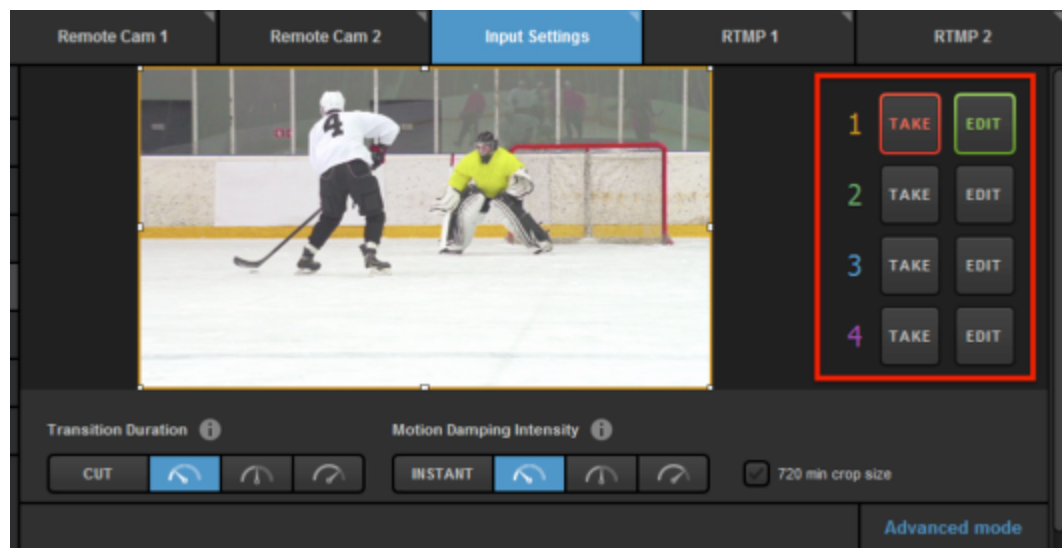 Remote Cam 1 Remote Cam 2 Input Settings RTMP 1 RTMP 2
4
1 TAKE EDIT
2 TAKE EDIT
3 TAKE EDIT
4 TAKE EDIT
Transition Duration i Motion Damping Intensity i
CUT INSTANT 720 min crop size
Advanced mode